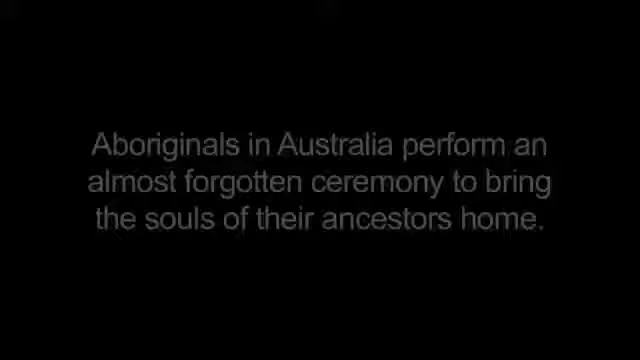 Aboriginals in Australia perform an
almost forgotten ceremony to bring
the souls of their ancestors home.